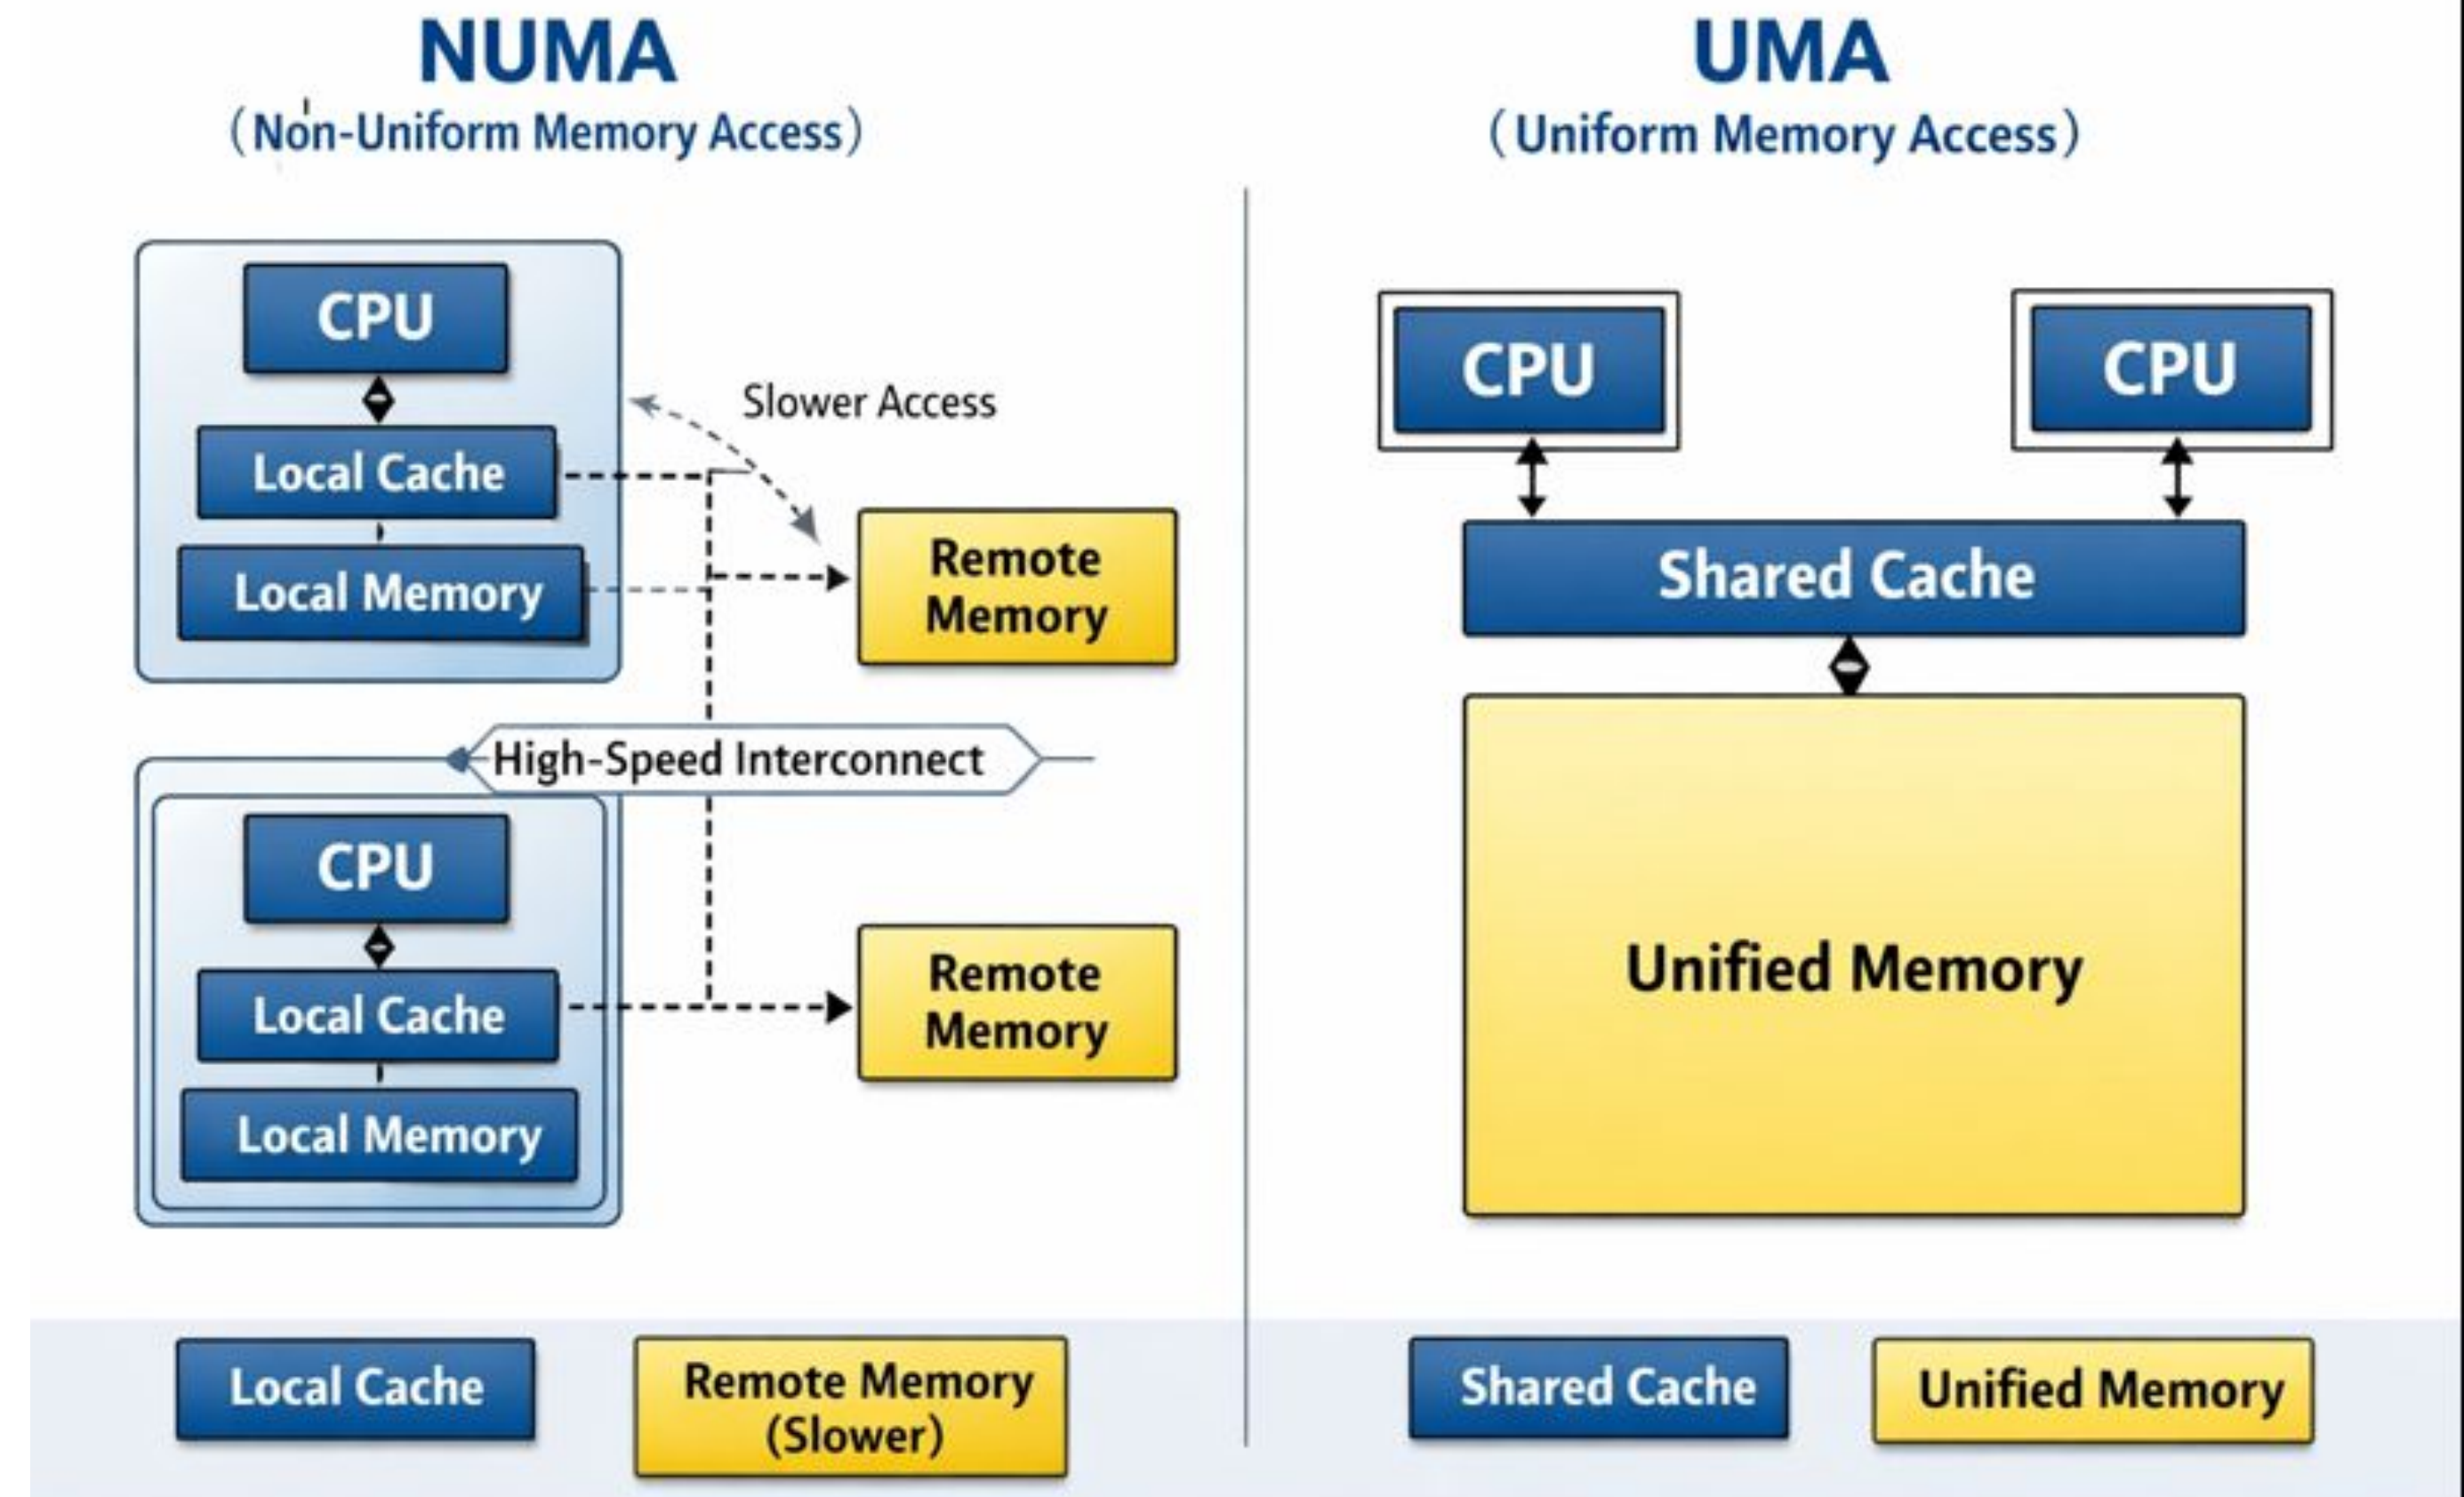 NUMA
(Non-Uniform Memory Access)
CPU
Local Cache
Local Memory
Slower Access
Remote
Memory
High-Speed Interconnect
CPU
Local Cache
Local Memory
Remote
Memory
Local Cache
Remote Memory
(Slower)
UMA
(Uniform Memory Access)
CPU
CPU
Shared Cache
Unified Memory
Shared Cache
Unified Memory